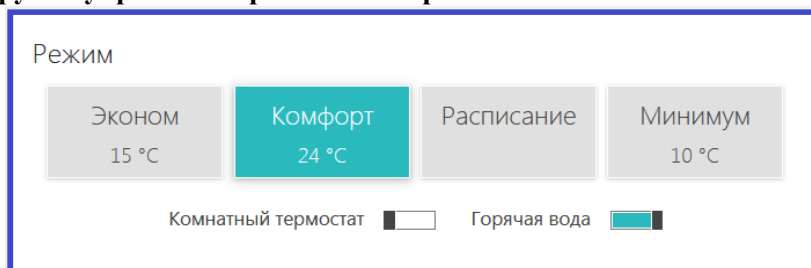 Режим
Эконом Комфорт Расписание Минимум
15 °C 24 °C 10 °C
Комнатный термостат Горячая вода